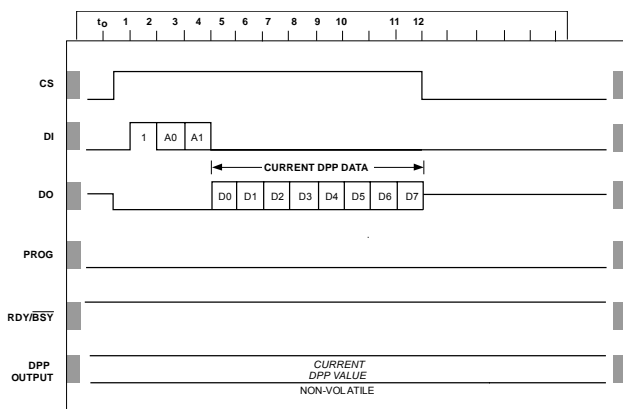 to 1 2 3 4 5 6 7 8 9 10 11 12
CS
DI 1 A0 A1
CURRENT DPP DATA
DO D0 D1 D2 D3 D4 D5 D6 D7
PROG
RDY/BSY
DPP OUTPUT
CURRENT
DPP VALUE
NON-VOLATILE